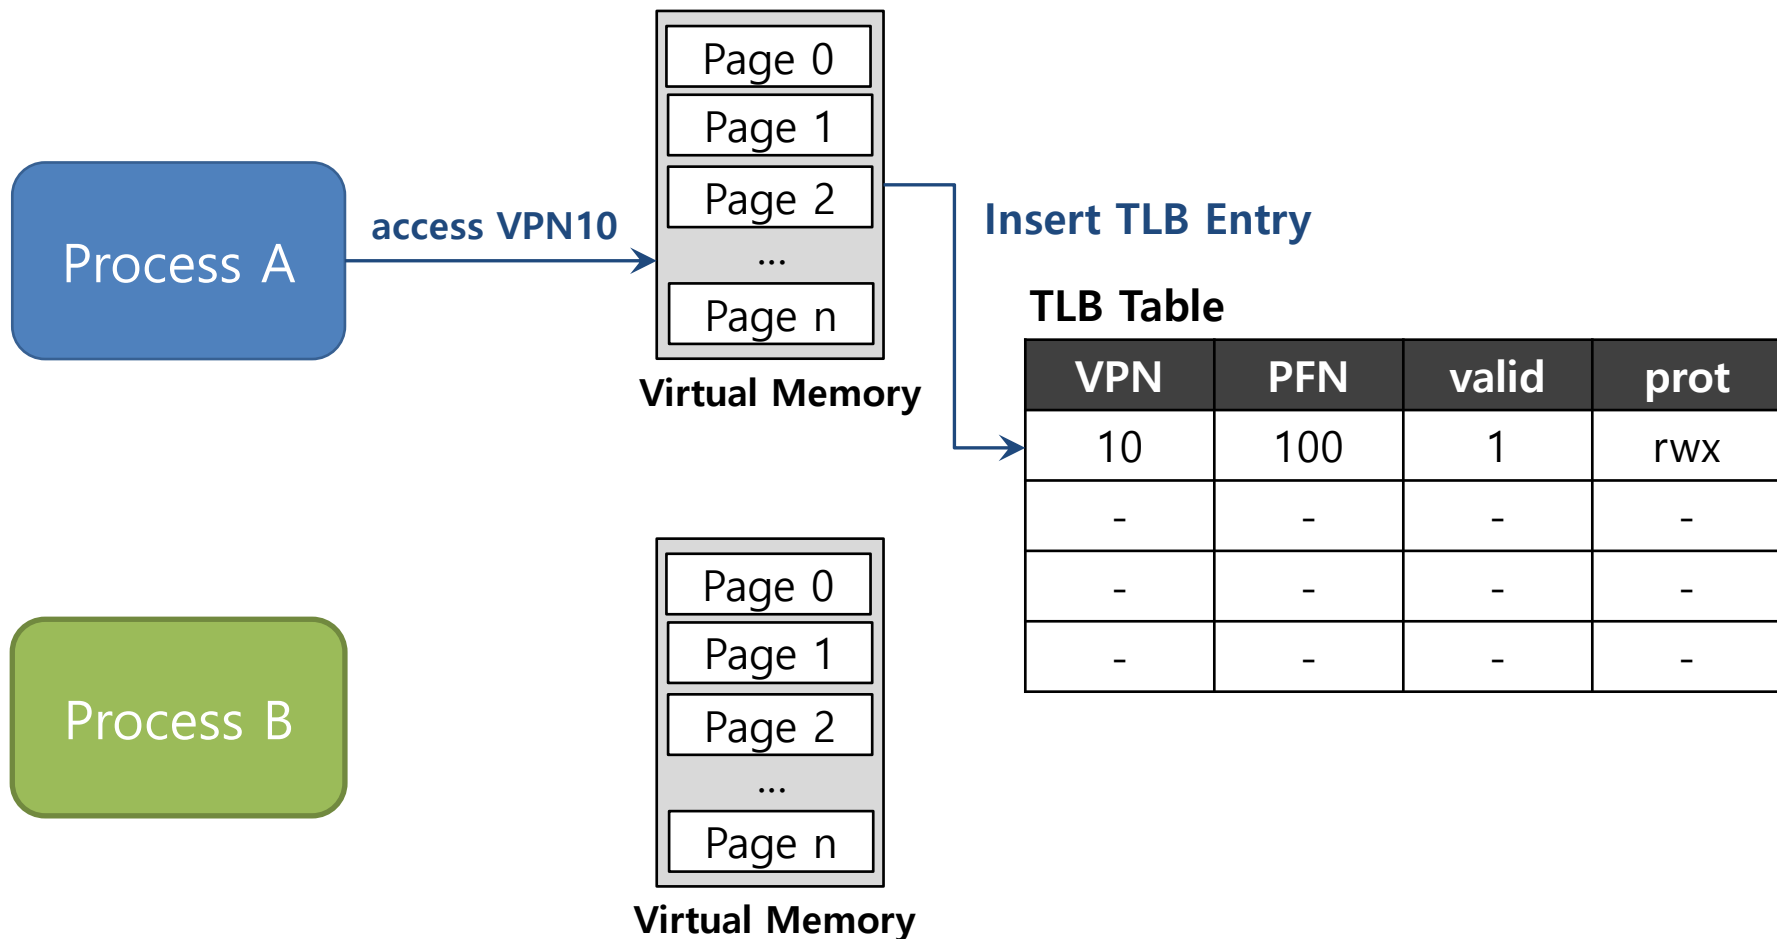 Page 0
Page 1
Page 2
...
Page n
Virtual Memory
Process A
access VPN10
Insert TLB Entry
TLB Table
VPN PFN valid prot
10 100 1 rwx
- - - -
- - - -
- - - -
Process B
Page 0
Page 1
Page 2
...
Page n
Virtual Memory